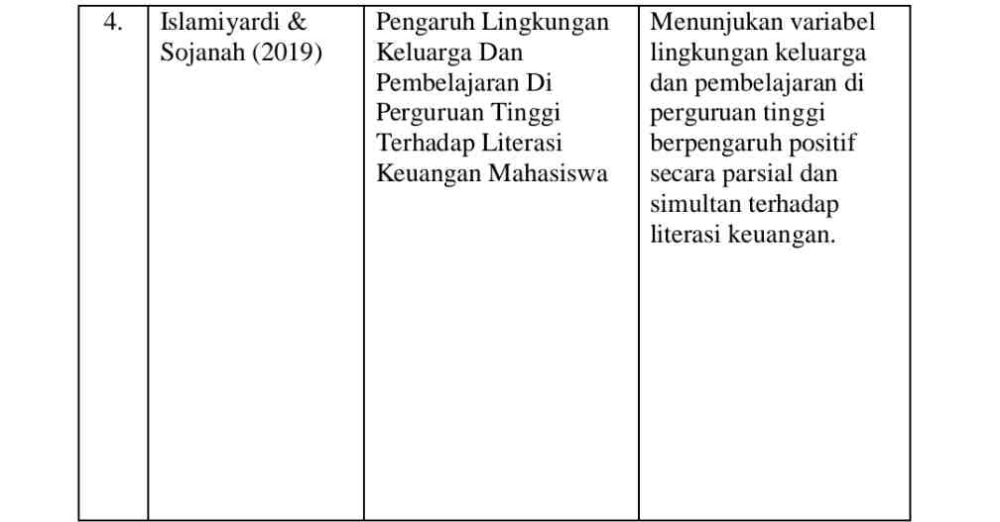 4.
Islamiyardi &
Sojanah (2019)
Pengaruh Lingkungan
Keluarga Dan
Pembelajaran Di
Perguruan Tinggi
Terhadap Literasi
Keuangan Mahasiswa
Menunjukan variabel
lingkungan keluarga
dan pembelajaran di
perguruan tinggi
berpengaruh positif
secara parsial dan
simultan terhadap
literasi keuangan.